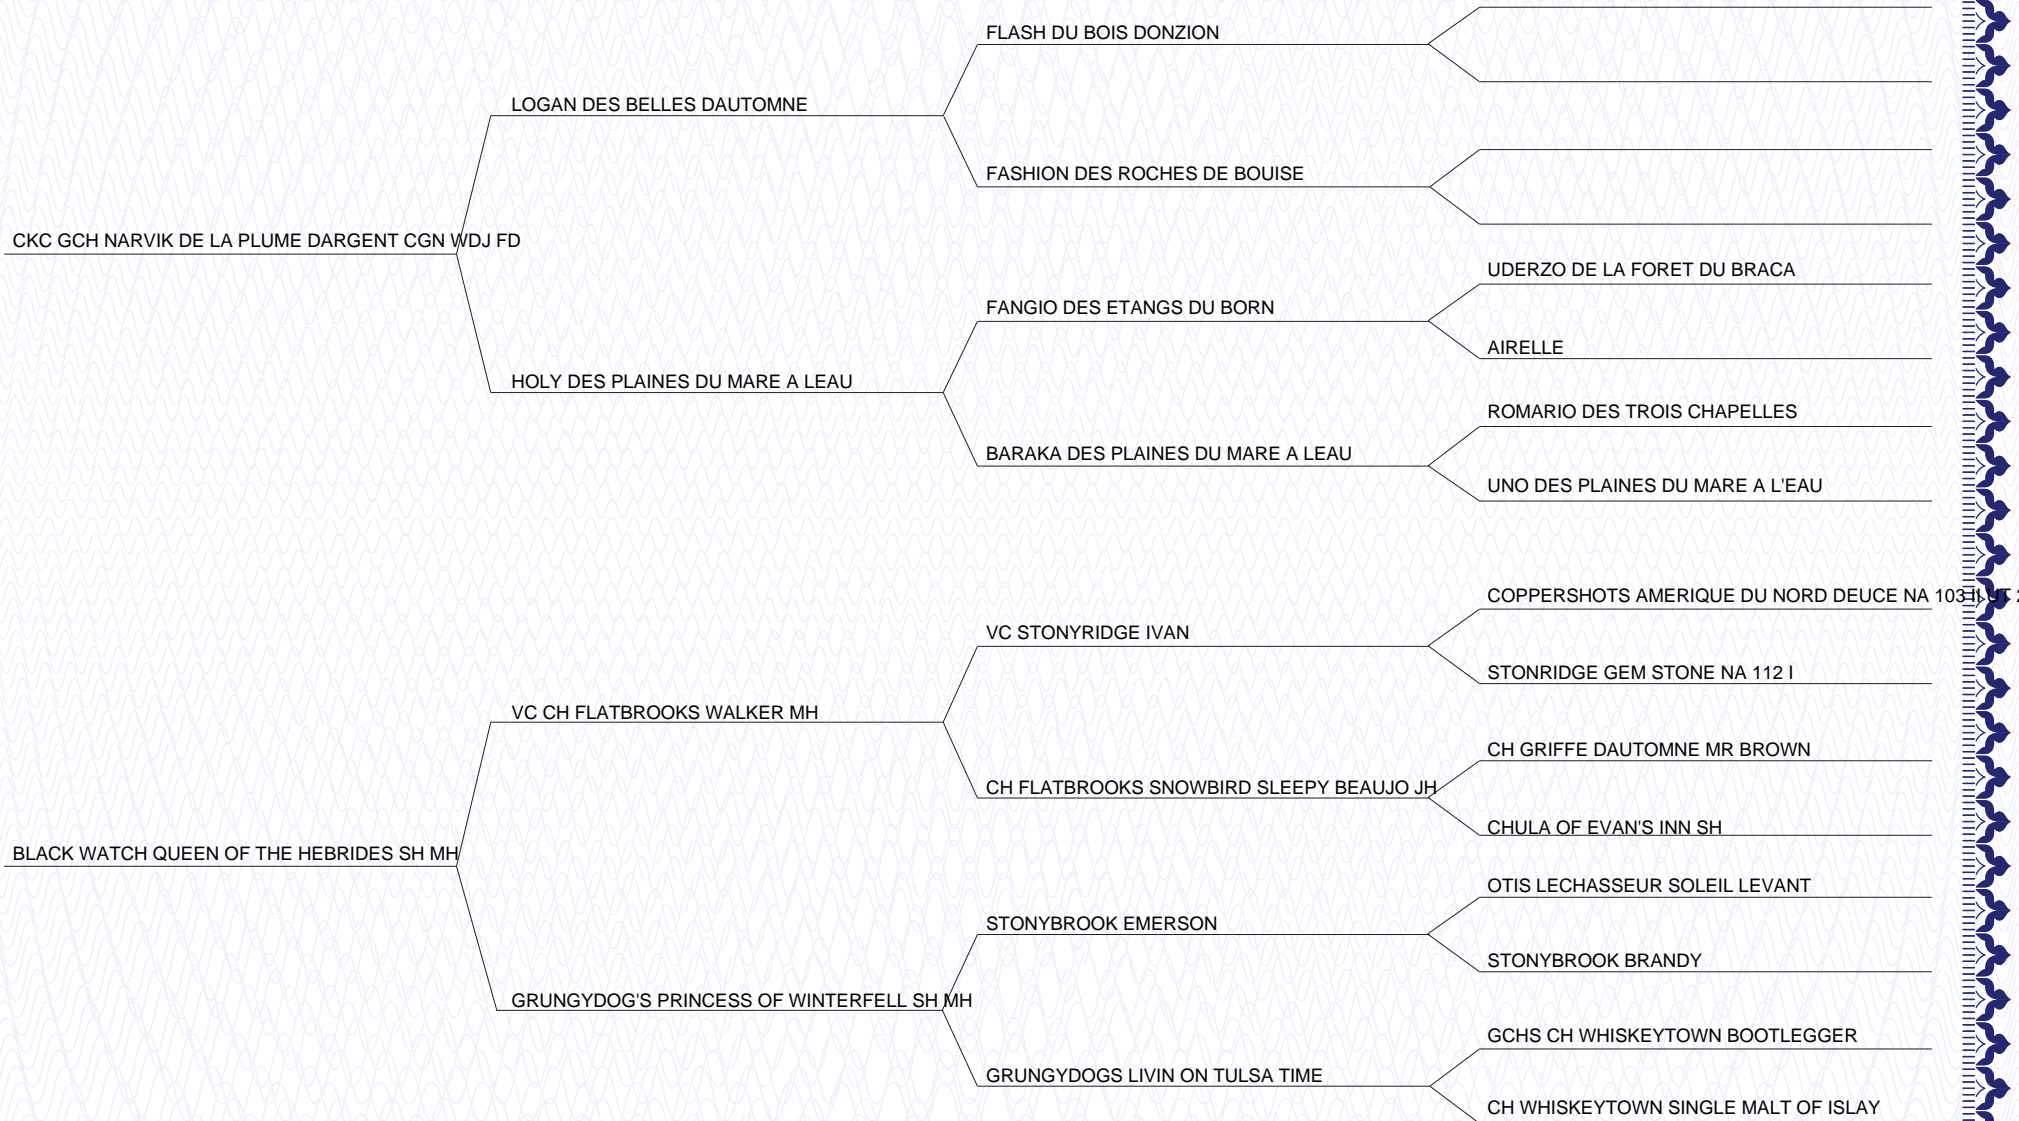 FLASH DU BOIS DONZION
LOGAN DES BELLES DAUTOMNE
FASHION DES ROCHES DE BOUISE
CKC GCH NARVIK DE LA PLUME DARGENT CGN WDJ FD
UDERZO DE LA FORET DU BRACA
FANGIO DES ETANGS DU BORN
AIRELLE
HOLY DES PLAINES DU MARE A LEAU
ROMARIO DES TROIS CHAPELLES
BARAKA DES PLAINES DU MARE A LEAU
UNO DES PLAINES DU MARE A L'EAU
COPPERSHOTS AMERIQUE DU NORD DEUCE NA 103 II UT 2
VC STONYRIDGE IVAN
STONRIDGE GEM STONE NA 112 I
VC CH FLATBROOKS WALKER MH
CH GRIFFE DAUTOMNE MR BROWN
CH FLATBROOKS SNOWBIRD SLEEPY BEAUJO JH
CHULA OF EVAN'S INN SH
BLACK WATCH QUEEN OF THE HEBRIDES SH MH
OTIS LECHASSEUR SOLEIL LEVANT
STONYBROOK EMERSON
STONYBROOK BRANDY
GRUNGYDOG'S PRINCESS OF WINTERFELL SH MH
GCHS CH WHISKEYTOWN BOOTLEGGER
GRUNGYDOGS LIVIN ON TULSA TIME
CH WHISKEYTOWN SINGLE MALT OF ISLAY